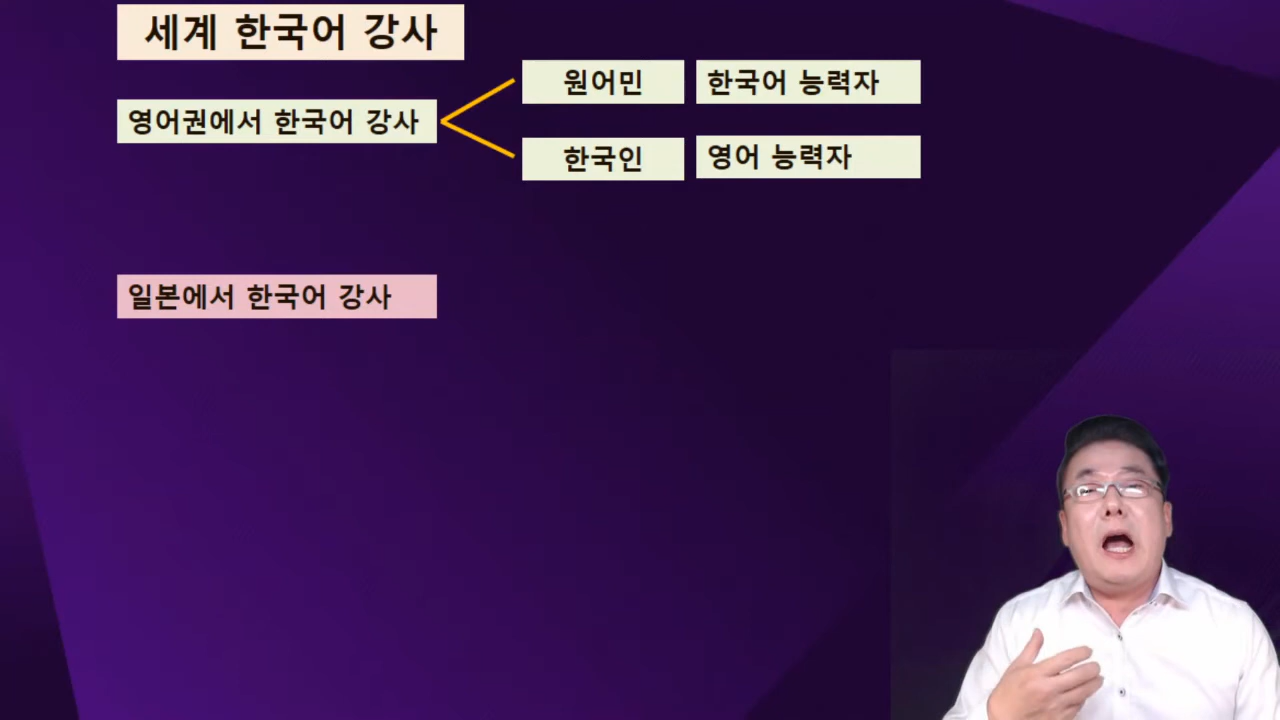 세계 한국어 강사
영어권에서 한국어 강사
원어민
한국어 능력자
한국인
영어 능력자
일본에서 한국어 강사